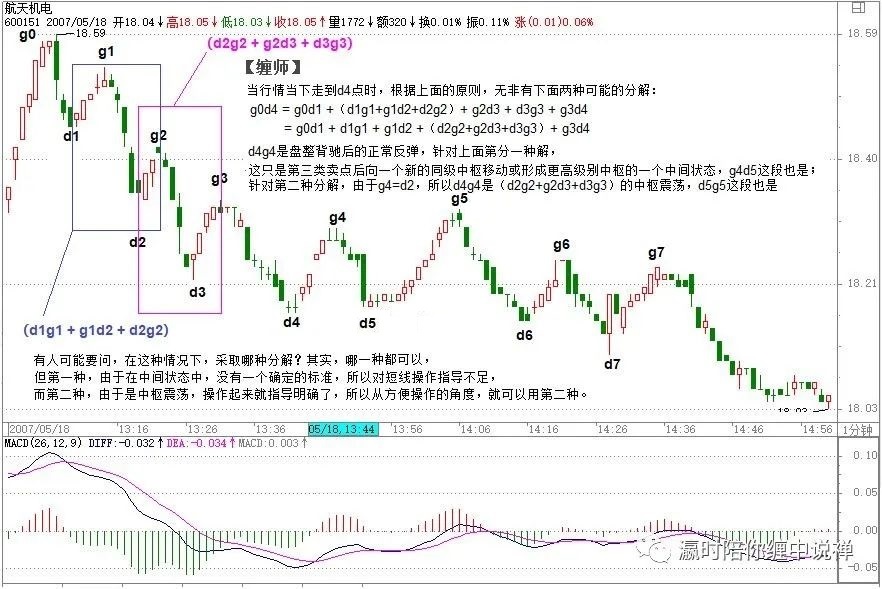 航天机电
600151 2007/05/18 开18.04↓高18.05↓低18.03↓收18.05↑量1772↓额320↓换0.01% 振0.11% 涨(0.01)0.06%
g0
18.59
18.59
g1
(d2g2 + g2d3 + d3g3)
【缠师】
当行情当下走到d4点时，根据上面的原则，无非有下面两种可能的分解：
g0d4 = g0d1 +（d1g1+g1d2+d2g2）+ g2d3 + d3g3 + g3d4
= g0d1 + d1g1 + g1d2 +（d2g2+g2d3+d3g3）+ g3d4
d1
g2
d4g4是盘整背驰后的正常反弹，针对上面第一种解，
18.40
这只是第三类卖点后向一个新的同级中枢移动或形成更高级别中枢的一个中间状态，g4d5这段也是；
g3
针对第二种分解，由于g4=d2，所以d4g4是（d2g2+g2d3+d3g3）的中枢震荡，d5g5这段也是
g4
g5
d2
g6
g7
18.21
d3
d4
d5
d6
(d1g1 + g1d2 + d2g2)
d7
有人可能要问，在这种情况下，采取哪种分解？其实，哪一种都可以，
但第一种，由于在中间状态中，没有一个确定的标准，所以对短线操作指导不足，
而第二种，由于是中枢震荡，操作起来就指导明确了，所以从方便操作的角度，就可以用第二种。
18.03
18.03
2007/05/18 13:16 13:26 13:36 05/18,13:44 13:56 14:06 14:16 14:26 14:36 14:46 14:56 1分钟
MACD(26,12,9) DIFF:-0.032↑ DEA:-0.034↑ MACD:0.003↑
0.10
0.05
0.00
瀛时陪你缠中说禅
-0.05